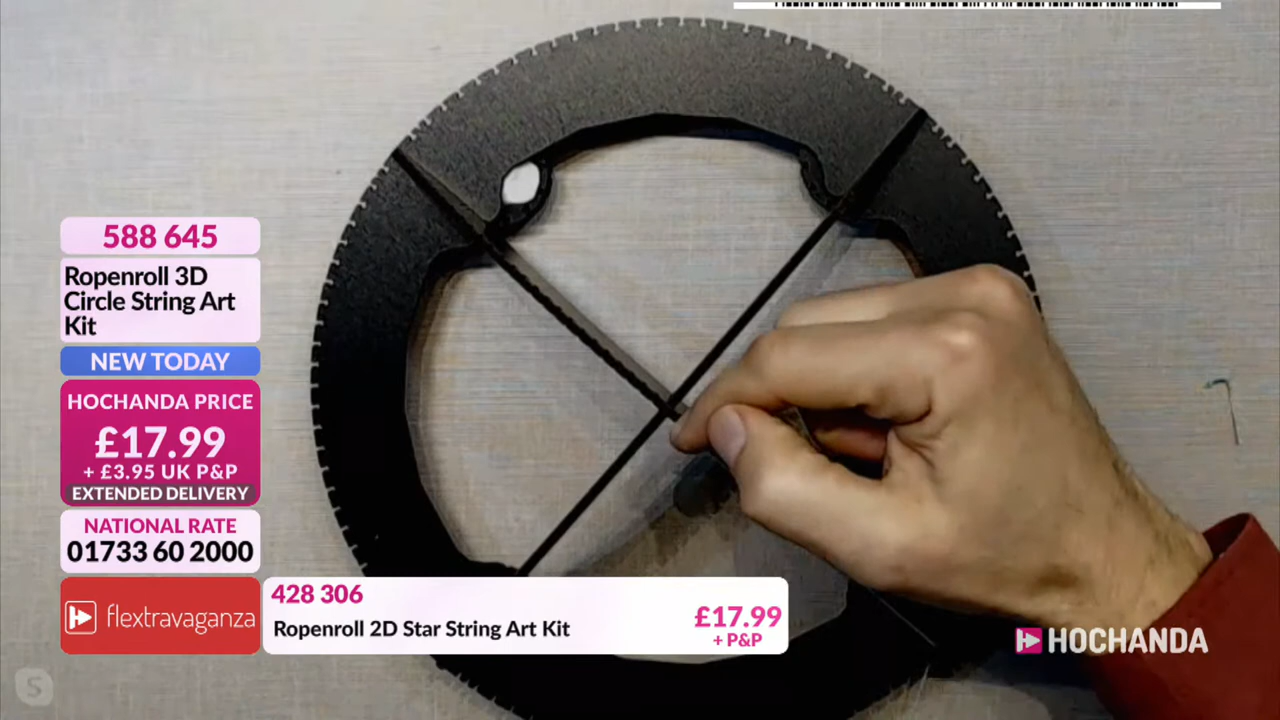 588 645
Ropenroll 3D
Circle String Art
Kit
NEW TODAY
HOCHANDA PRICE
£17.99
+ £3.95 UK P&P
EXTENDED DELIVERY
NATIONAL RATE
01733 60 2000
flextravaganza
428 306
Ropenroll 2D Star String Art Kit
£17.99
+ P&P
HOCHANDA
S